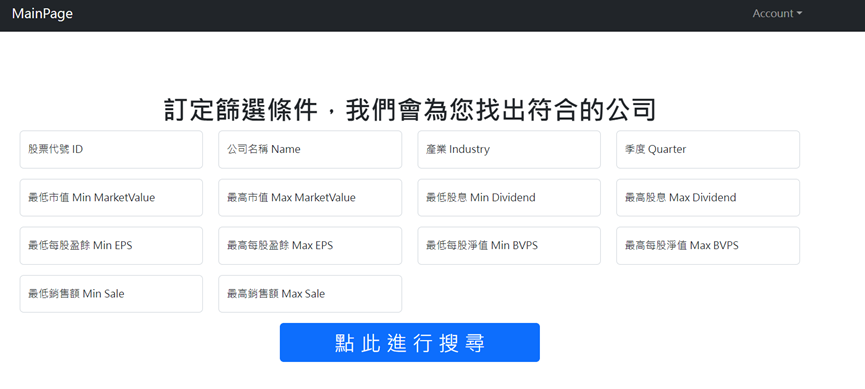 MainPage Account
訂定篩選條件，我們會為您找出符合的公司
股票代號 ID 公司名稱 Name 產業 Industry 季度 Quarter
最低市值 Min MarketValue 最高市值 Max MarketValue 最低股息 Min Dividend 最高股息 Max Dividend
最低每股盈餘 Min EPS 最高每股盈餘 Max EPS 最低每股淨值 Min BVPS 最高每股淨值 Max BVPS
最低銷售額 Min Sale 最高銷售額 Max Sale
點此進行搜尋